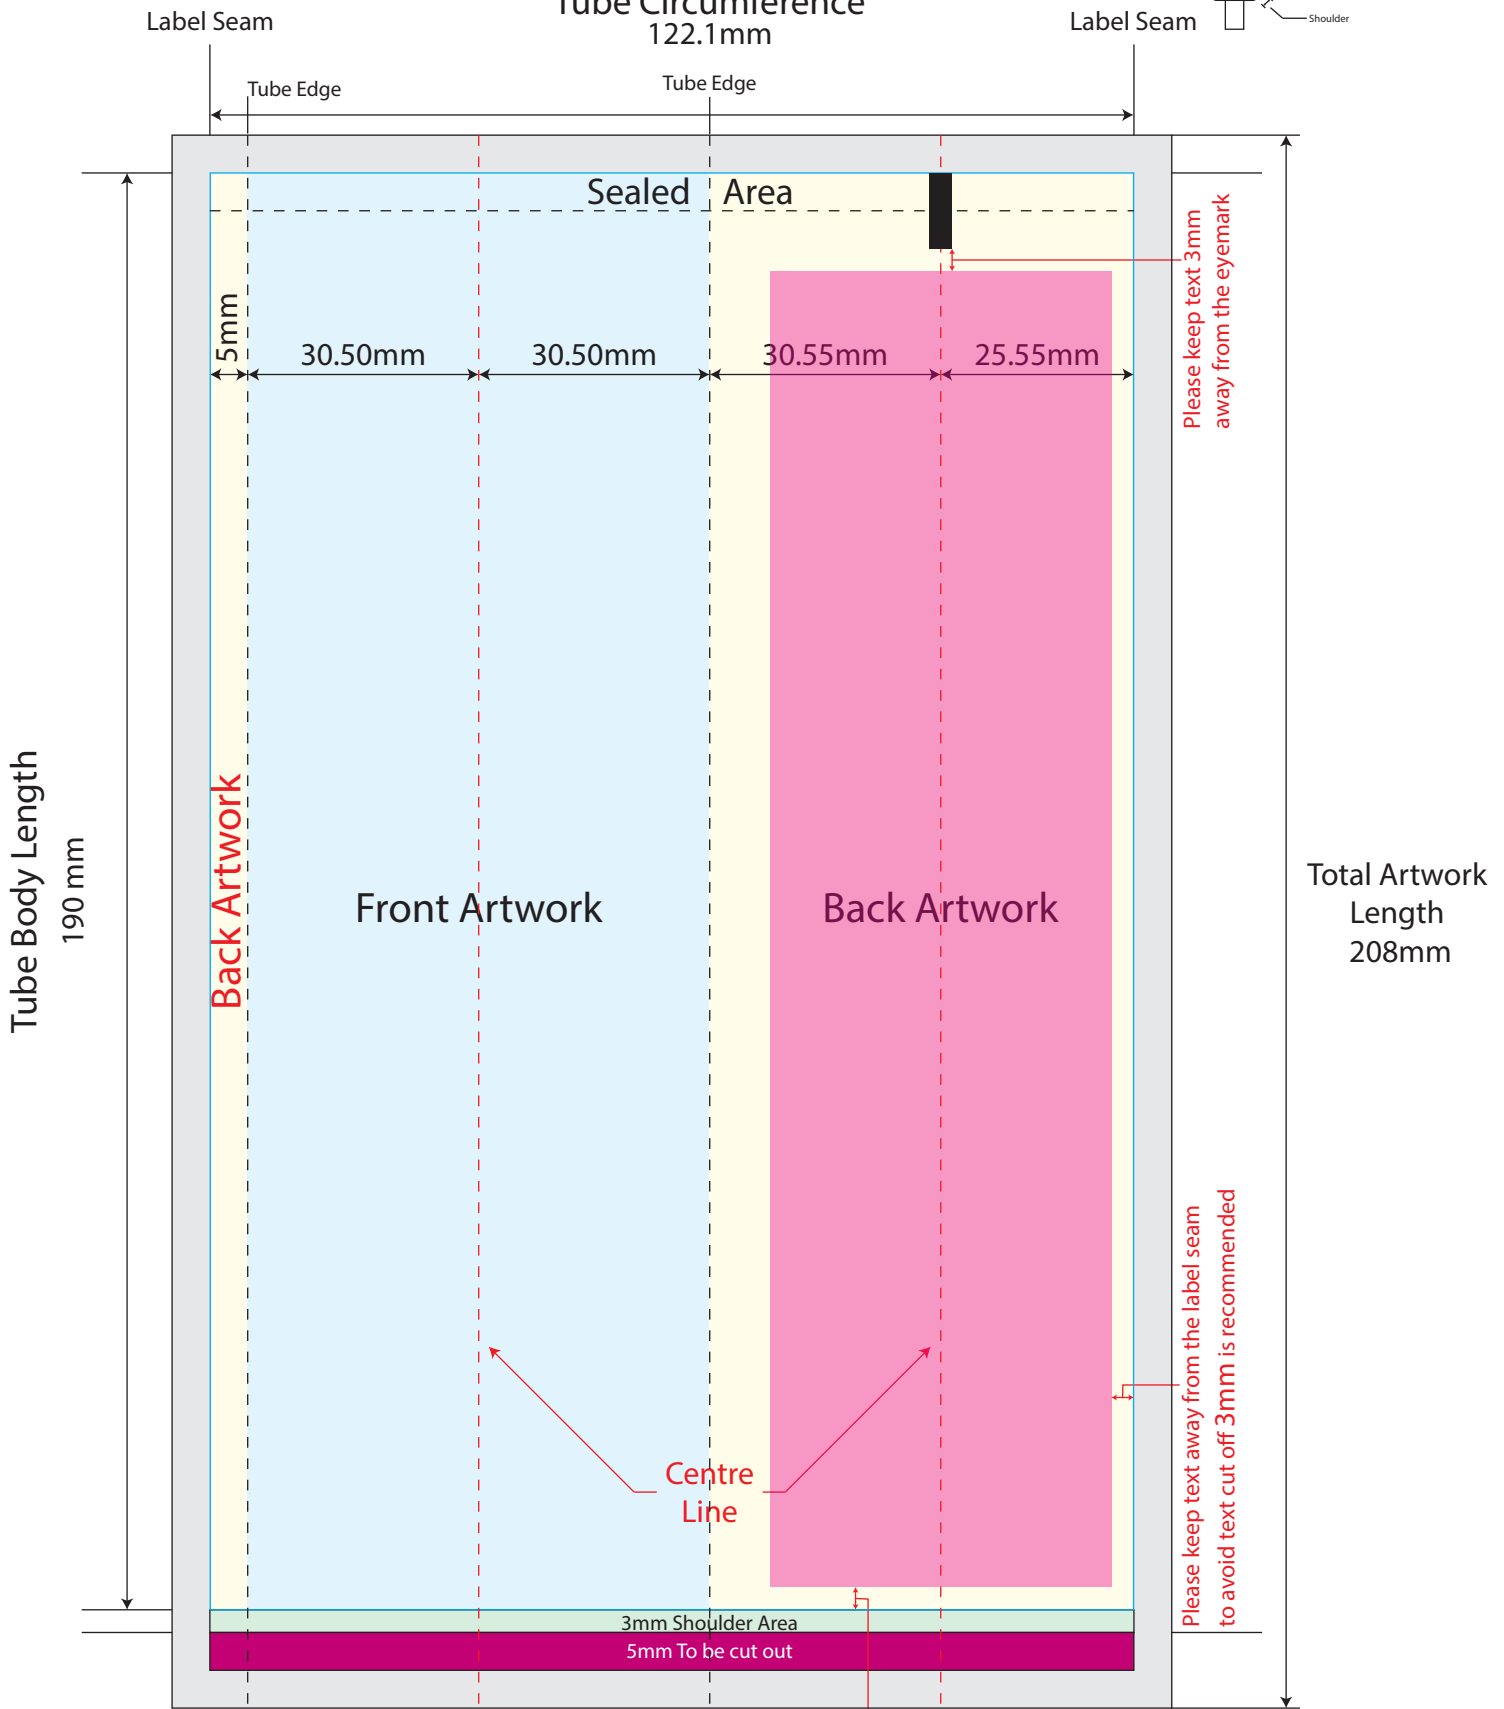 Tube Circumference
122.1mm
Label Seam
Label Seam
Shoulder
Tube Edge
Tube Edge
Sealed Area
5mm
30.50mm
30.50mm
30.55mm
25.55mm
Please keep text 3mm
away from the eyemark
Tube Body Length
190 mm
Back Artwork
Front Artwork
Back Artwork
Total Artwork
Length
208mm
Please keep text away from the label seam
to avoid text cut off 3mm is recommended
Centre
Line
3mm Shoulder Area
5mm To be cut out